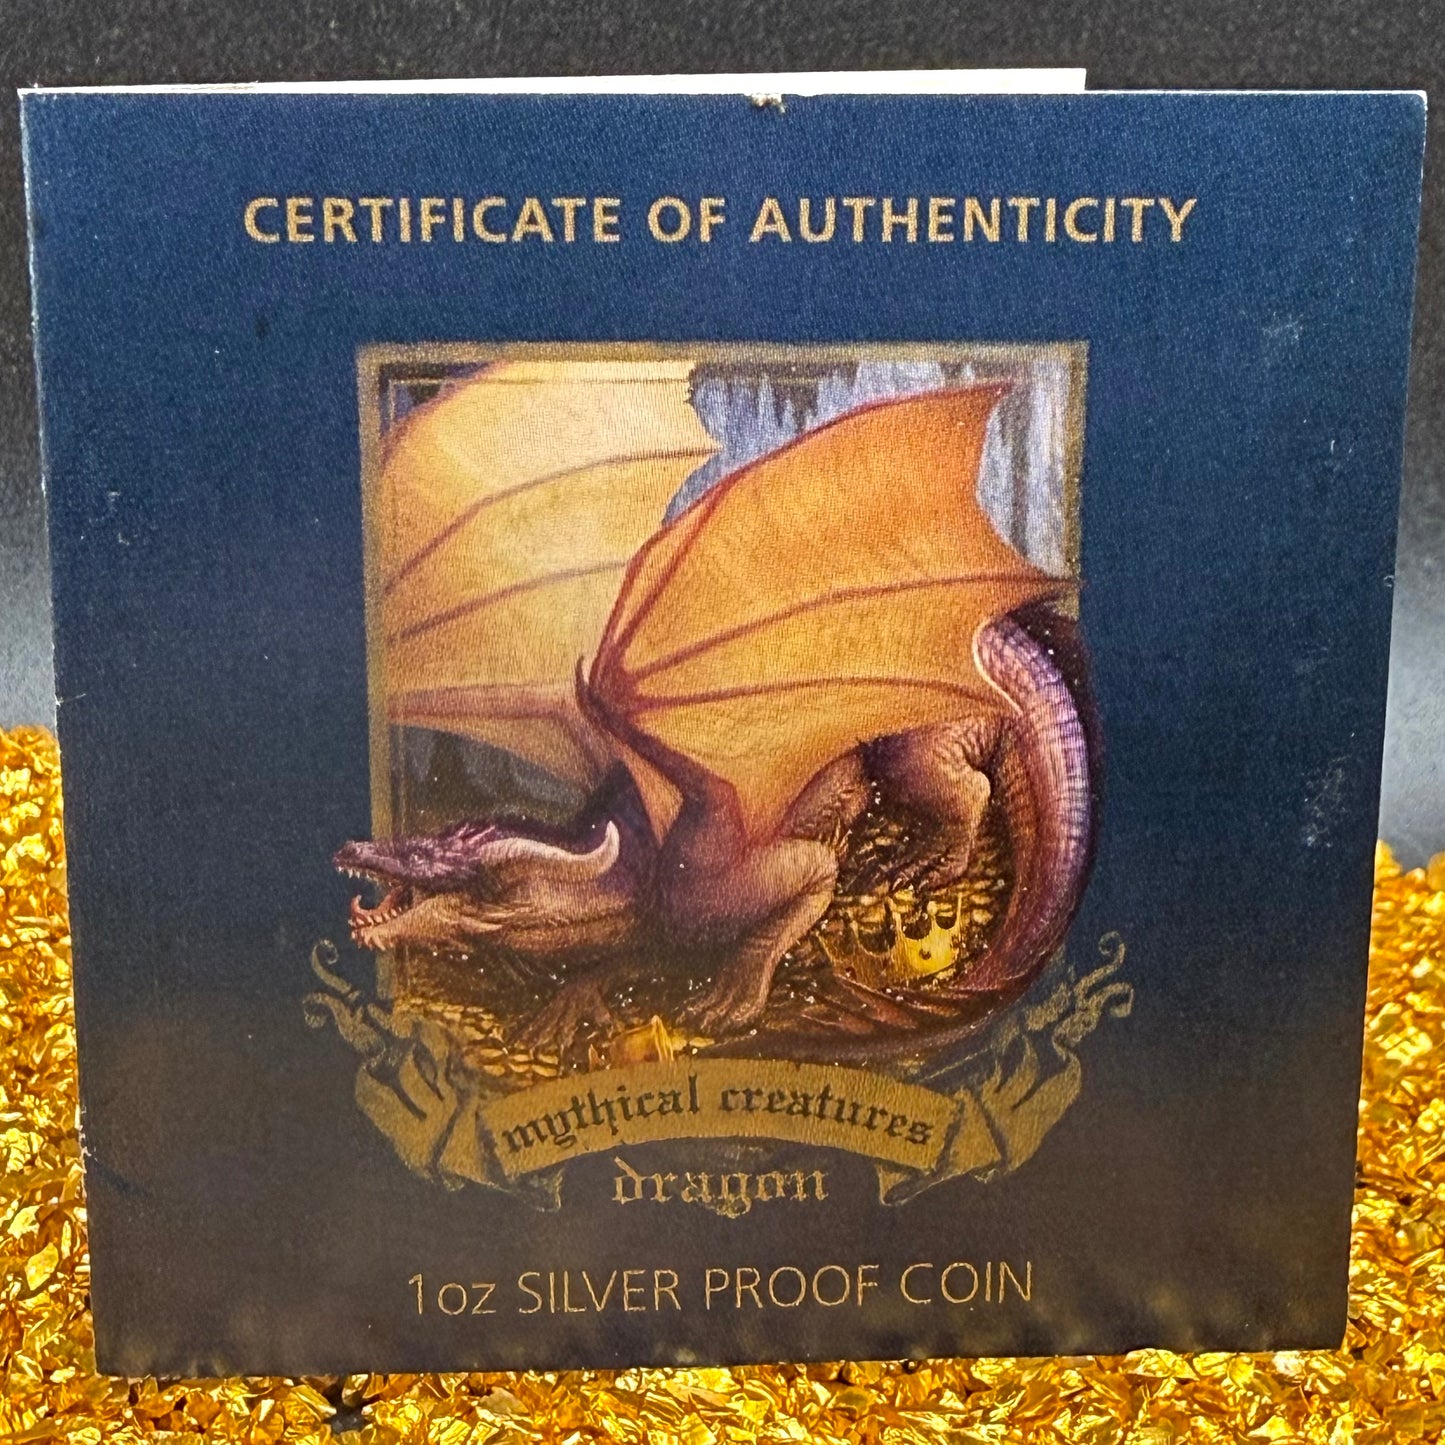 CERTIFICATE OF AUTHENTICITY
mythical creatures
dragon
1oz SILVER PROOF COIN